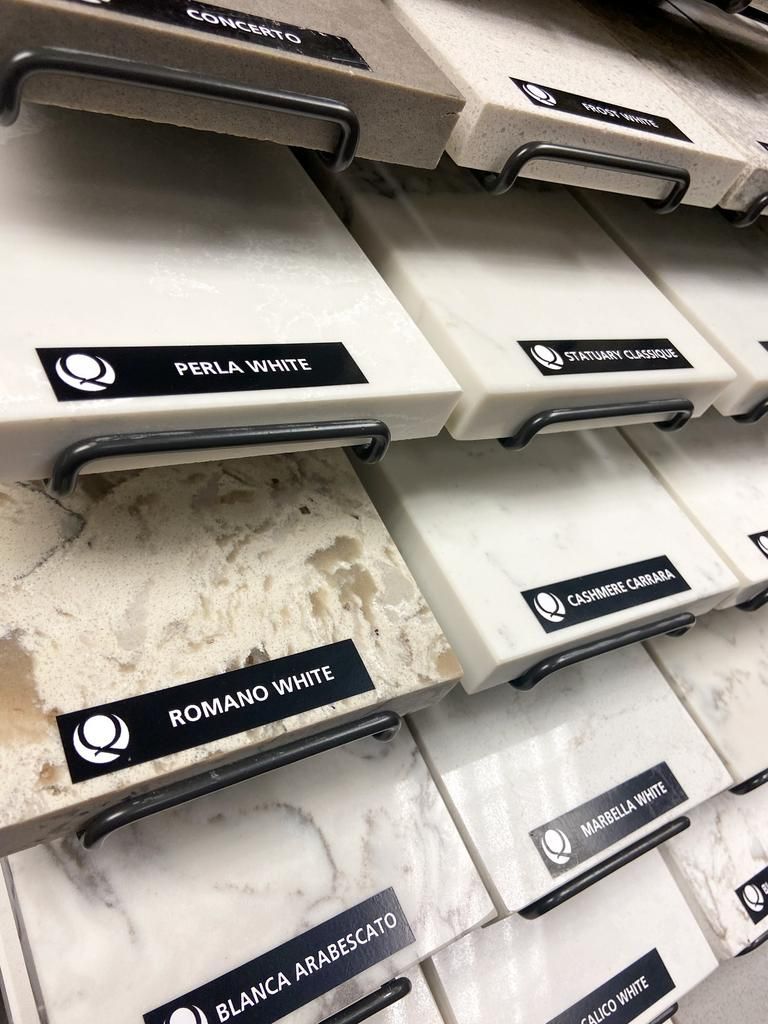 CONCERTO
FROST WHITE
PERLA WHITE
STATUARY CLASSIQUE
ROMANO WHITE
CASHMERE CARRARA
BLANCA ARABESCATO
MARBELLA WHITE
CALICO WHITE